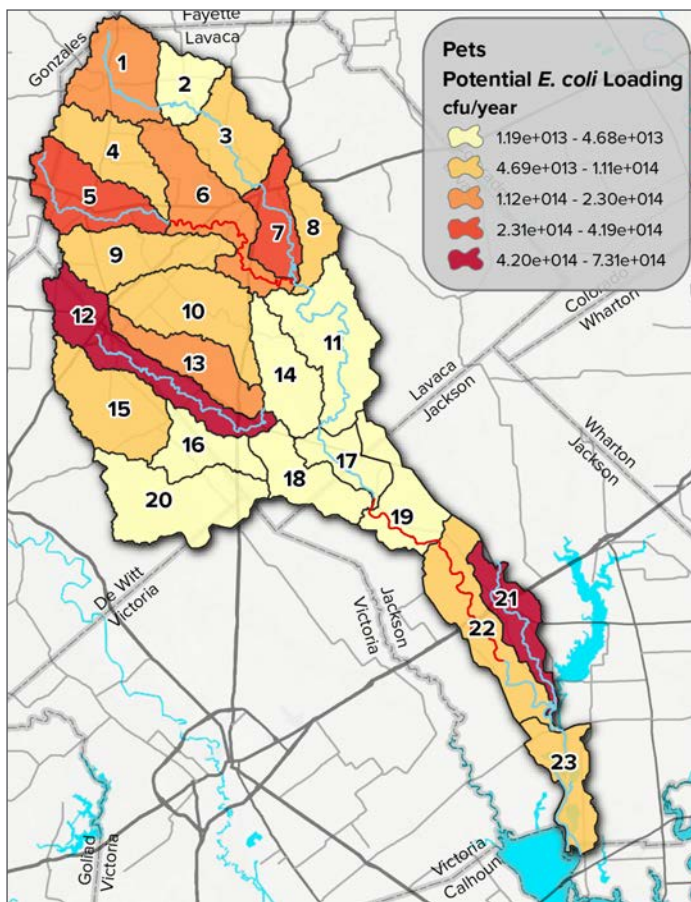 Fayette
Lavaca
Gonzales
Pets
Potential E. coli Loading
cfu/year
1.19e+013 - 4.68e+013
4.69e+013 - 1.11e+014
1.12e+014 - 2.30e+014
2.31e+014 - 4.19e+014
4.20e+014 - 7.31e+014
1
2
3
4
5
6
7
8
9
10
11
12
13
14
15
16
17
18
19
20
21
22
23
Colorado
Wharton
Lavaca
Jackson
Wharton
Jackson
De Witt
Victoria
Jackson
Victoria
Goliad
Victoria
Victoria
Calhoun